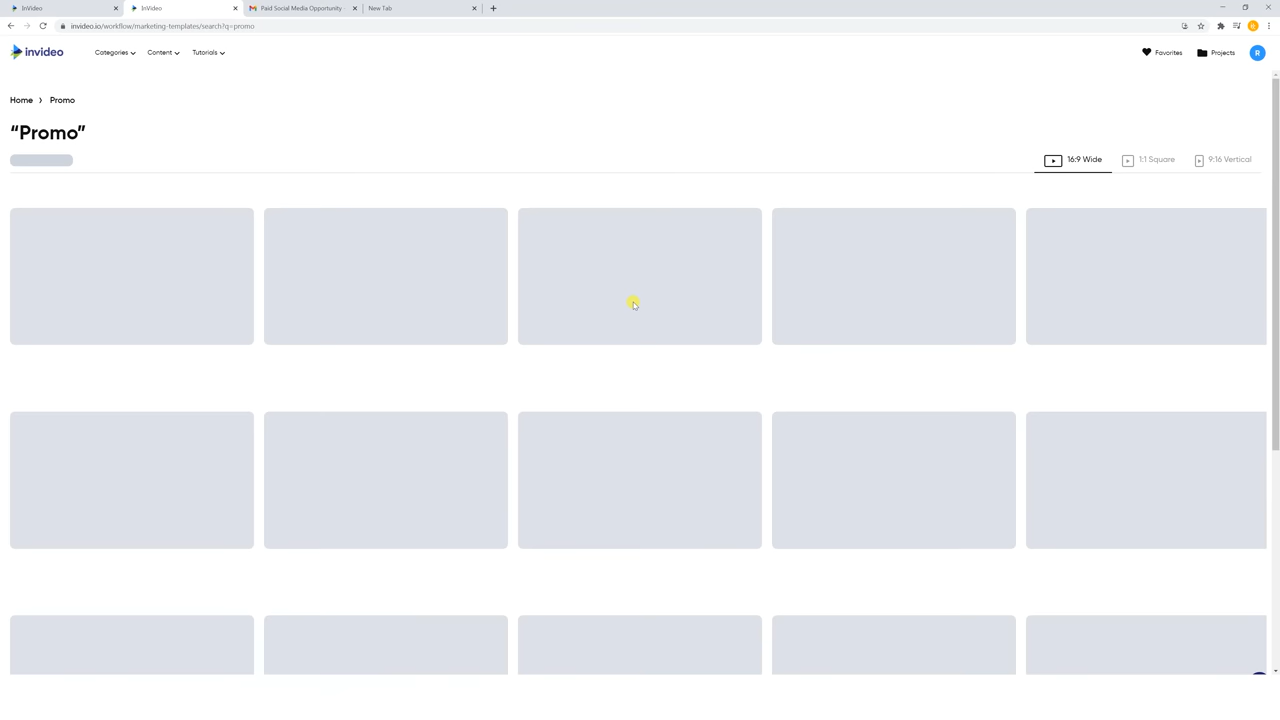 InVideo
InVideo
Paid Social Media Opportunity -
New Tab
invideo.io/workflow/marketing-templates/search?q=promo
invideo
Categories
Content
Tutorials
Favorites
Projects
R
Home > Promo
“Promo”
16:9 Wide
1:1 Square
9:16 Vertical